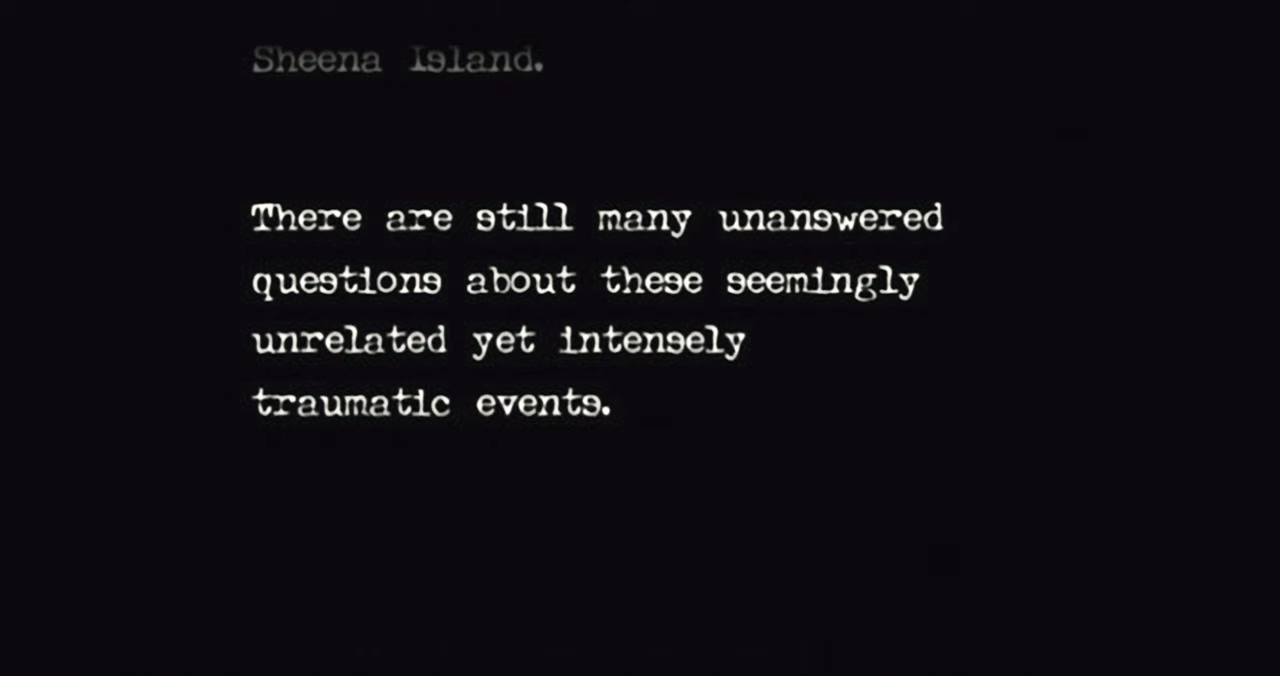 Sheena Island.
There are still many unanswered
questions about these seemingly
unrelated yet intensely
traumatic events.